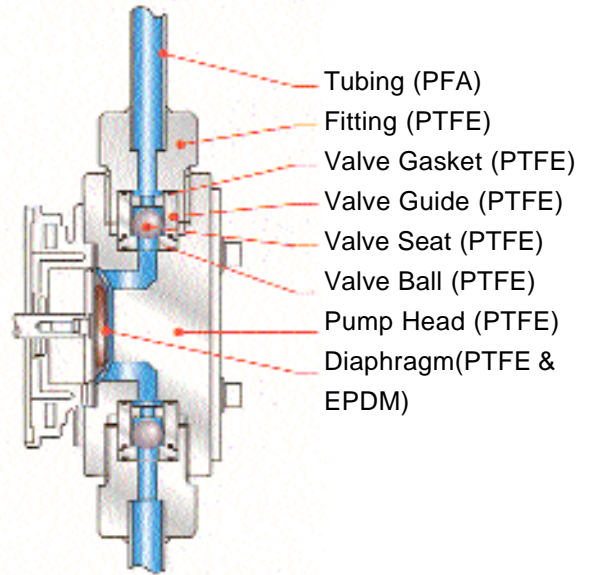 Tubing (PFA)
Fitting (PTFE)
Valve Gasket (PTFE)
Valve Guide (PTFE)
Valve Seat (PTFE)
Valve Ball (PTFE)
Pump Head (PTFE)
Diaphragm(PTFE &
EPDM)